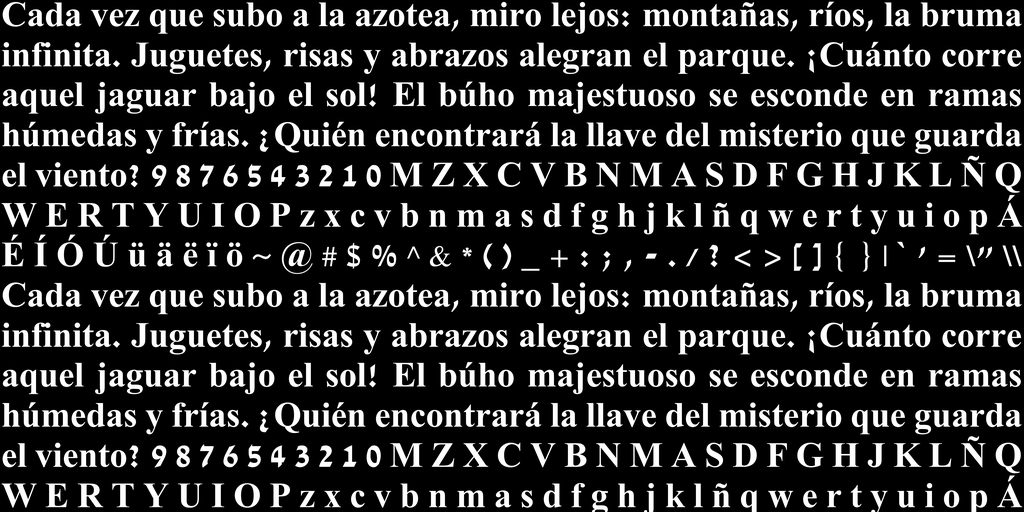 Cada vez que subo a la azotea, miro lejos: montañas, ríos, la bruma
infinita. Juguetes, risas y abrazos alegran el parque. ¡Cuánto corre
aquel jaguar bajo el sol! El búho majestuoso se esconde en ramas
húmedas y frías. ¿Quién encontrará la llave del misterio que guarda
el viento? 9 8 7 6 5 4 3 2 1 0 M Z X C V B N M A S D F G H J K L Ñ Q
W E R T Y U I O P z x c v b n m a s d f g h j k l ñ q w e r t y u i o p Á
É Í Ó Ú ü ä ë ï ö ~ @ # $ % ^ & * ( ) _ + : ; , - . / ? < > [ ] { } | ` ' = \" \\
Cada vez que subo a la azotea, miro lejos: montañas, ríos, la bruma
infinita. Juguetes, risas y abrazos alegran el parque. ¡Cuánto corre
aquel jaguar bajo el sol! El búho majestuoso se esconde en ramas
húmedas y frías. ¿Quién encontrará la llave del misterio que guarda
el viento? 9 8 7 6 5 4 3 2 1 0 M Z X C V B N M A S D F G H J K L Ñ Q
W E R T Y U I O P z x c v b n m a s d f g h j k l ñ q w e r t y u i o p Á